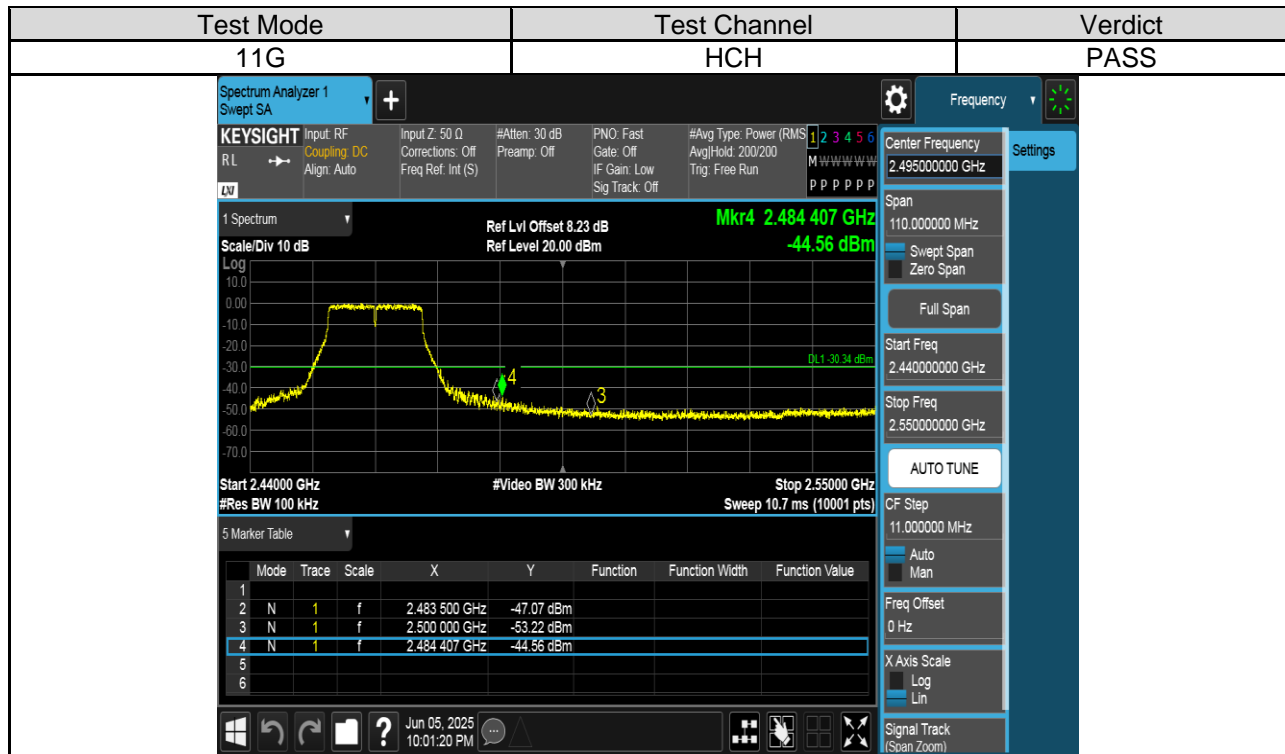 Test Mode Test Channel Verdict
11G HCH PASS
Spectrum Analyzer 1
Swept SA
+
Frequency
KEYSIGHT Input: RF Input Z: 50 Ω #Atten: 30 dB PNO: Fast #Avg Type: Power (RMS 1 2 3 4 5 6
RL Coupling: DC Corrections: Off Preamp: Off Gate: Off Avg|Hold: 200/200 M W W W W W
Align: Auto Freq Ref: Int (S) IF Gain: Low Trig: Free Run
LXI Sig Track: Off P P P P P P
Center Frequency
2.495000000 GHz
Settings
1 Spectrum
Ref Lvl Offset 8.23 dB Mkr4 2.484 407 GHz
Scale/Div 10 dB Ref Level 20.00 dBm -44.56 dBm
Log
10.0
0.00
-10.0
-20.0
-30.0
-40.0
-50.0
-60.0
-70.0
DL1 -30.34 dBm
4
3
Start 2.44000 GHz #Video BW 300 kHz Stop 2.55000 GHz
#Res BW 100 kHz Sweep 10.7 ms (10001 pts)
Span
110.000000 MHz
Swept Span
Zero Span
Full Span
Start Freq
2.440000000 GHz
Stop Freq
2.550000000 GHz
AUTO TUNE
CF Step
11.000000 MHz
Auto
Man
Freq Offset
0 Hz
X Axis Scale
Log
Lin
Signal Track
(Span Zoom)
5 Marker Table
Mode Trace Scale X Y Function Function Width Function Value
1
2 N 1 f 2.483 500 GHz -47.07 dBm
3 N 1 f 2.500 000 GHz -53.22 dBm
4 N 1 f 2.484 407 GHz -44.56 dBm
5
6
?
Jun 05, 2025
10:01:20 PM